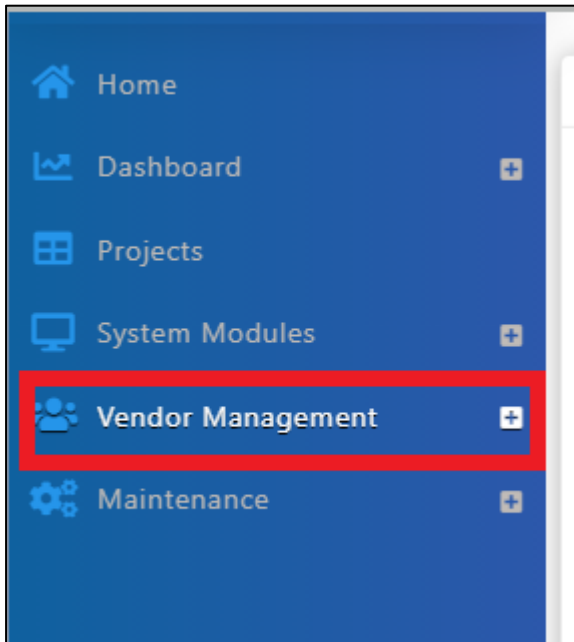 Home
Dashboard
Projects
System Modules
Vendor Management
Maintenance